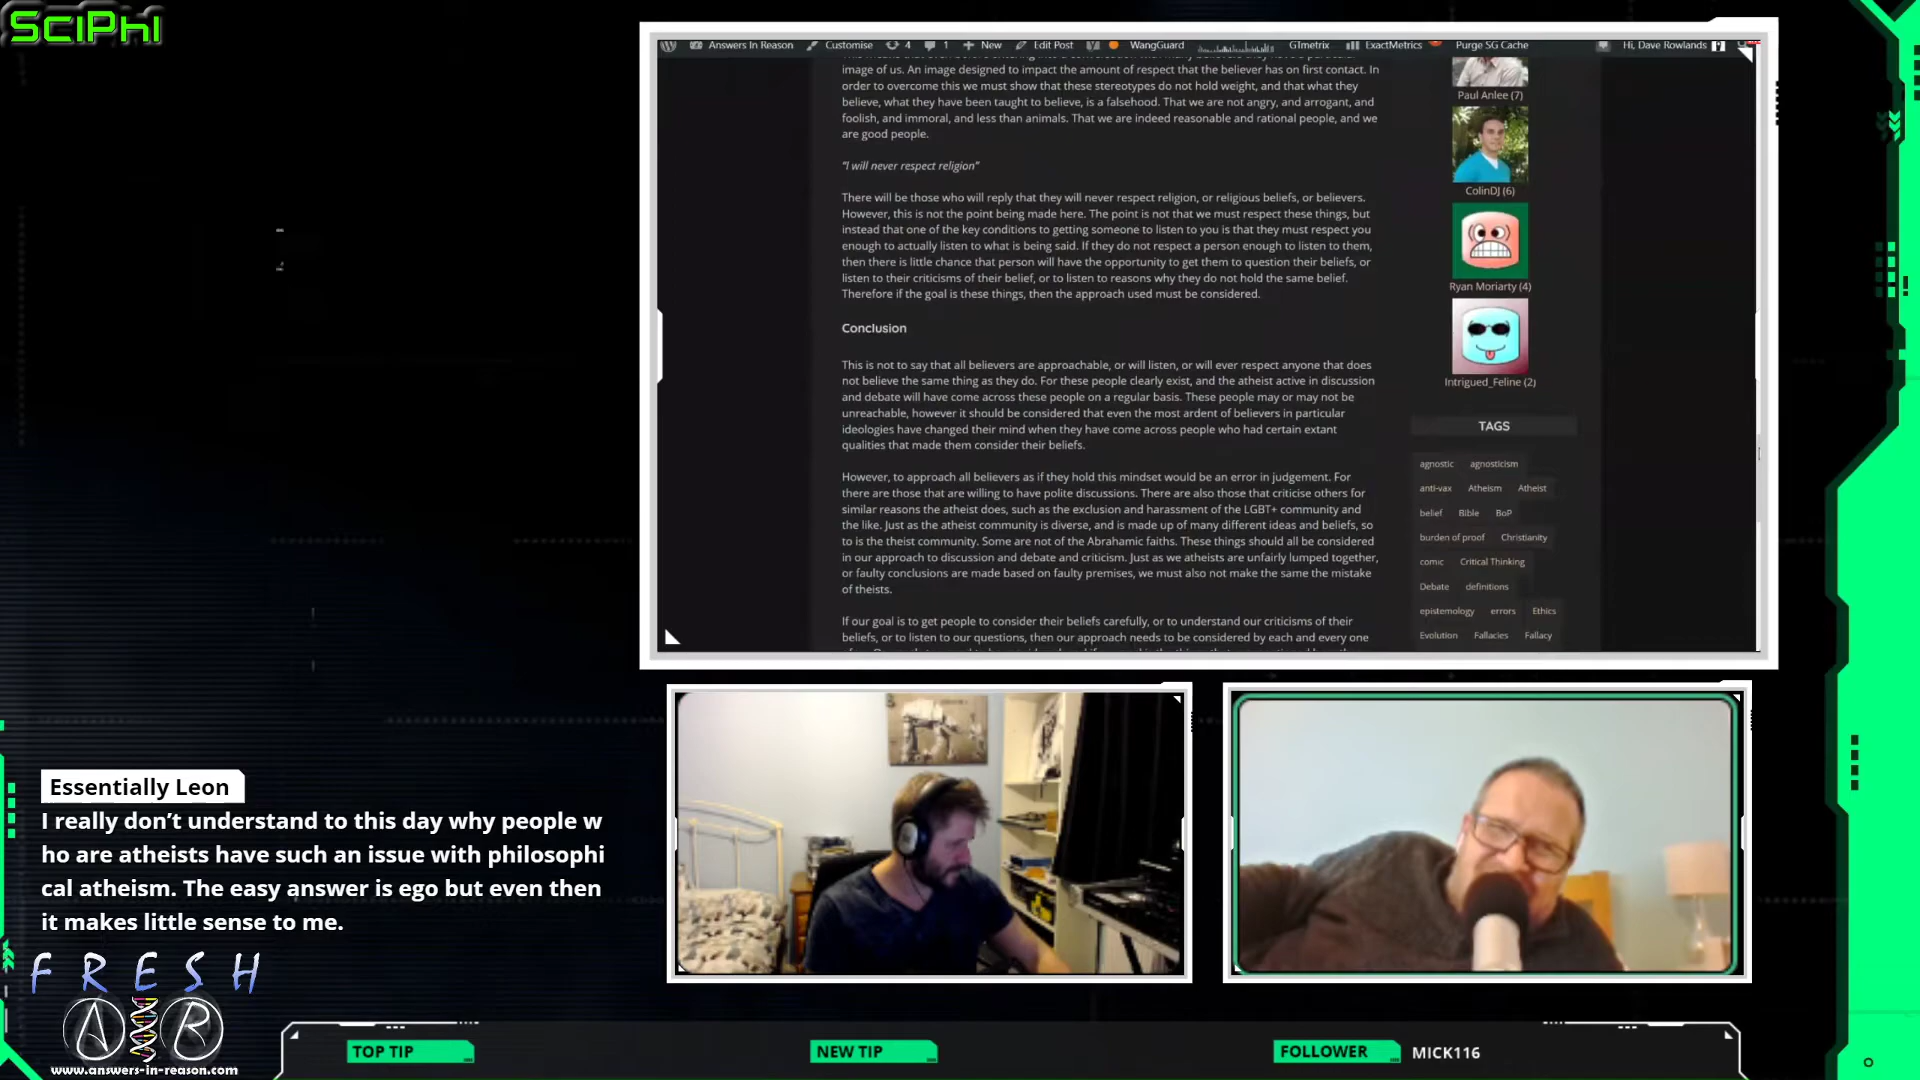 SciPhi
Answers In Reason Customise 4 1 New Edit Post WangGuard GTmetrix ExactMetrics Purge SG Cache Hi, Dave Rowlands
image of us. An image designed to impact the amount of respect that the believer has on first contact. In
order to overcome this we must show that these stereotypes do not hold weight, and that what they
believe, what they have been taught to believe, is a falsehood. That we are not angry, and arrogant, and
foolish, and immoral, and less than animals. That we are indeed reasonable and rational people, and we
are good people.
"I will never respect religion"
There will be those who will reply that they will never respect religion, or religious beliefs, or believers.
However, this is not the point being made here. The point is not that we must respect these things, but
instead that one of the key conditions to getting someone to listen to you is that they must respect you
enough to actually listen to what is being said. If they do not respect a person enough to listen to them,
then there is little chance that person will have the opportunity to get them to question their beliefs, or
listen to their criticisms of their belief, or to listen to reasons why they do not hold the same belief.
Therefore if the goal is these things, then the approach used must be considered.
Conclusion
This is not to say that all believers are approachable, or will listen, or will ever respect anyone that does
not believe the same thing as they do. For these people clearly exist, and the atheist active in discussion
and debate will have come across these people on a regular basis. These people may or may not be
unreachable, however it should be considered that even the most ardent of believers in particular
ideologies have changed their mind when they have come across people who had certain extant
qualities that made them consider their beliefs.
However, to approach all believers as if they hold this mindset would be an error in judgement. For
there are those that are willing to have polite discussions. There are also those that criticise others for
similar reasons the atheist does, such as the exclusion and harassment of the LGBT+ community and
the like. Just as the atheist community is diverse, and is made up of many different ideas and beliefs, so
to is the theist community. Some are not of the Abrahamic faiths. These things should all be considered
in our approach to discussion and debate and criticism. Just as we atheists are unfairly lumped together,
or faulty conclusions are made based on faulty premises, we must also not make the same the mistake
of theists.
If our goal is to get people to consider their beliefs carefully, or to understand our criticisms of their
beliefs, or to listen to our questions, then our approach needs to be considered by each and every one
Paul Anlee (7)
ColinDJ (6)
Ryan Moriarty (4)
Intrigued_Feline (2)
TAGS
agnostic agnosticism
anti-vax Atheism Atheist
belief Bible BoP
burden of proof Christianity
comic Critical Thinking
Debate definitions
epistemology errors Ethics
Evolution Fallacies Fallacy
Essentially Leon
I really don't understand to this day why people w
ho are atheists have such an issue with philosophi
cal atheism. The easy answer is ego but even then
it makes little sense to me.
FRESH
A R
www.answers-in-reason.com
TOP TIP
NEW TIP
FOLLOWER MICK116